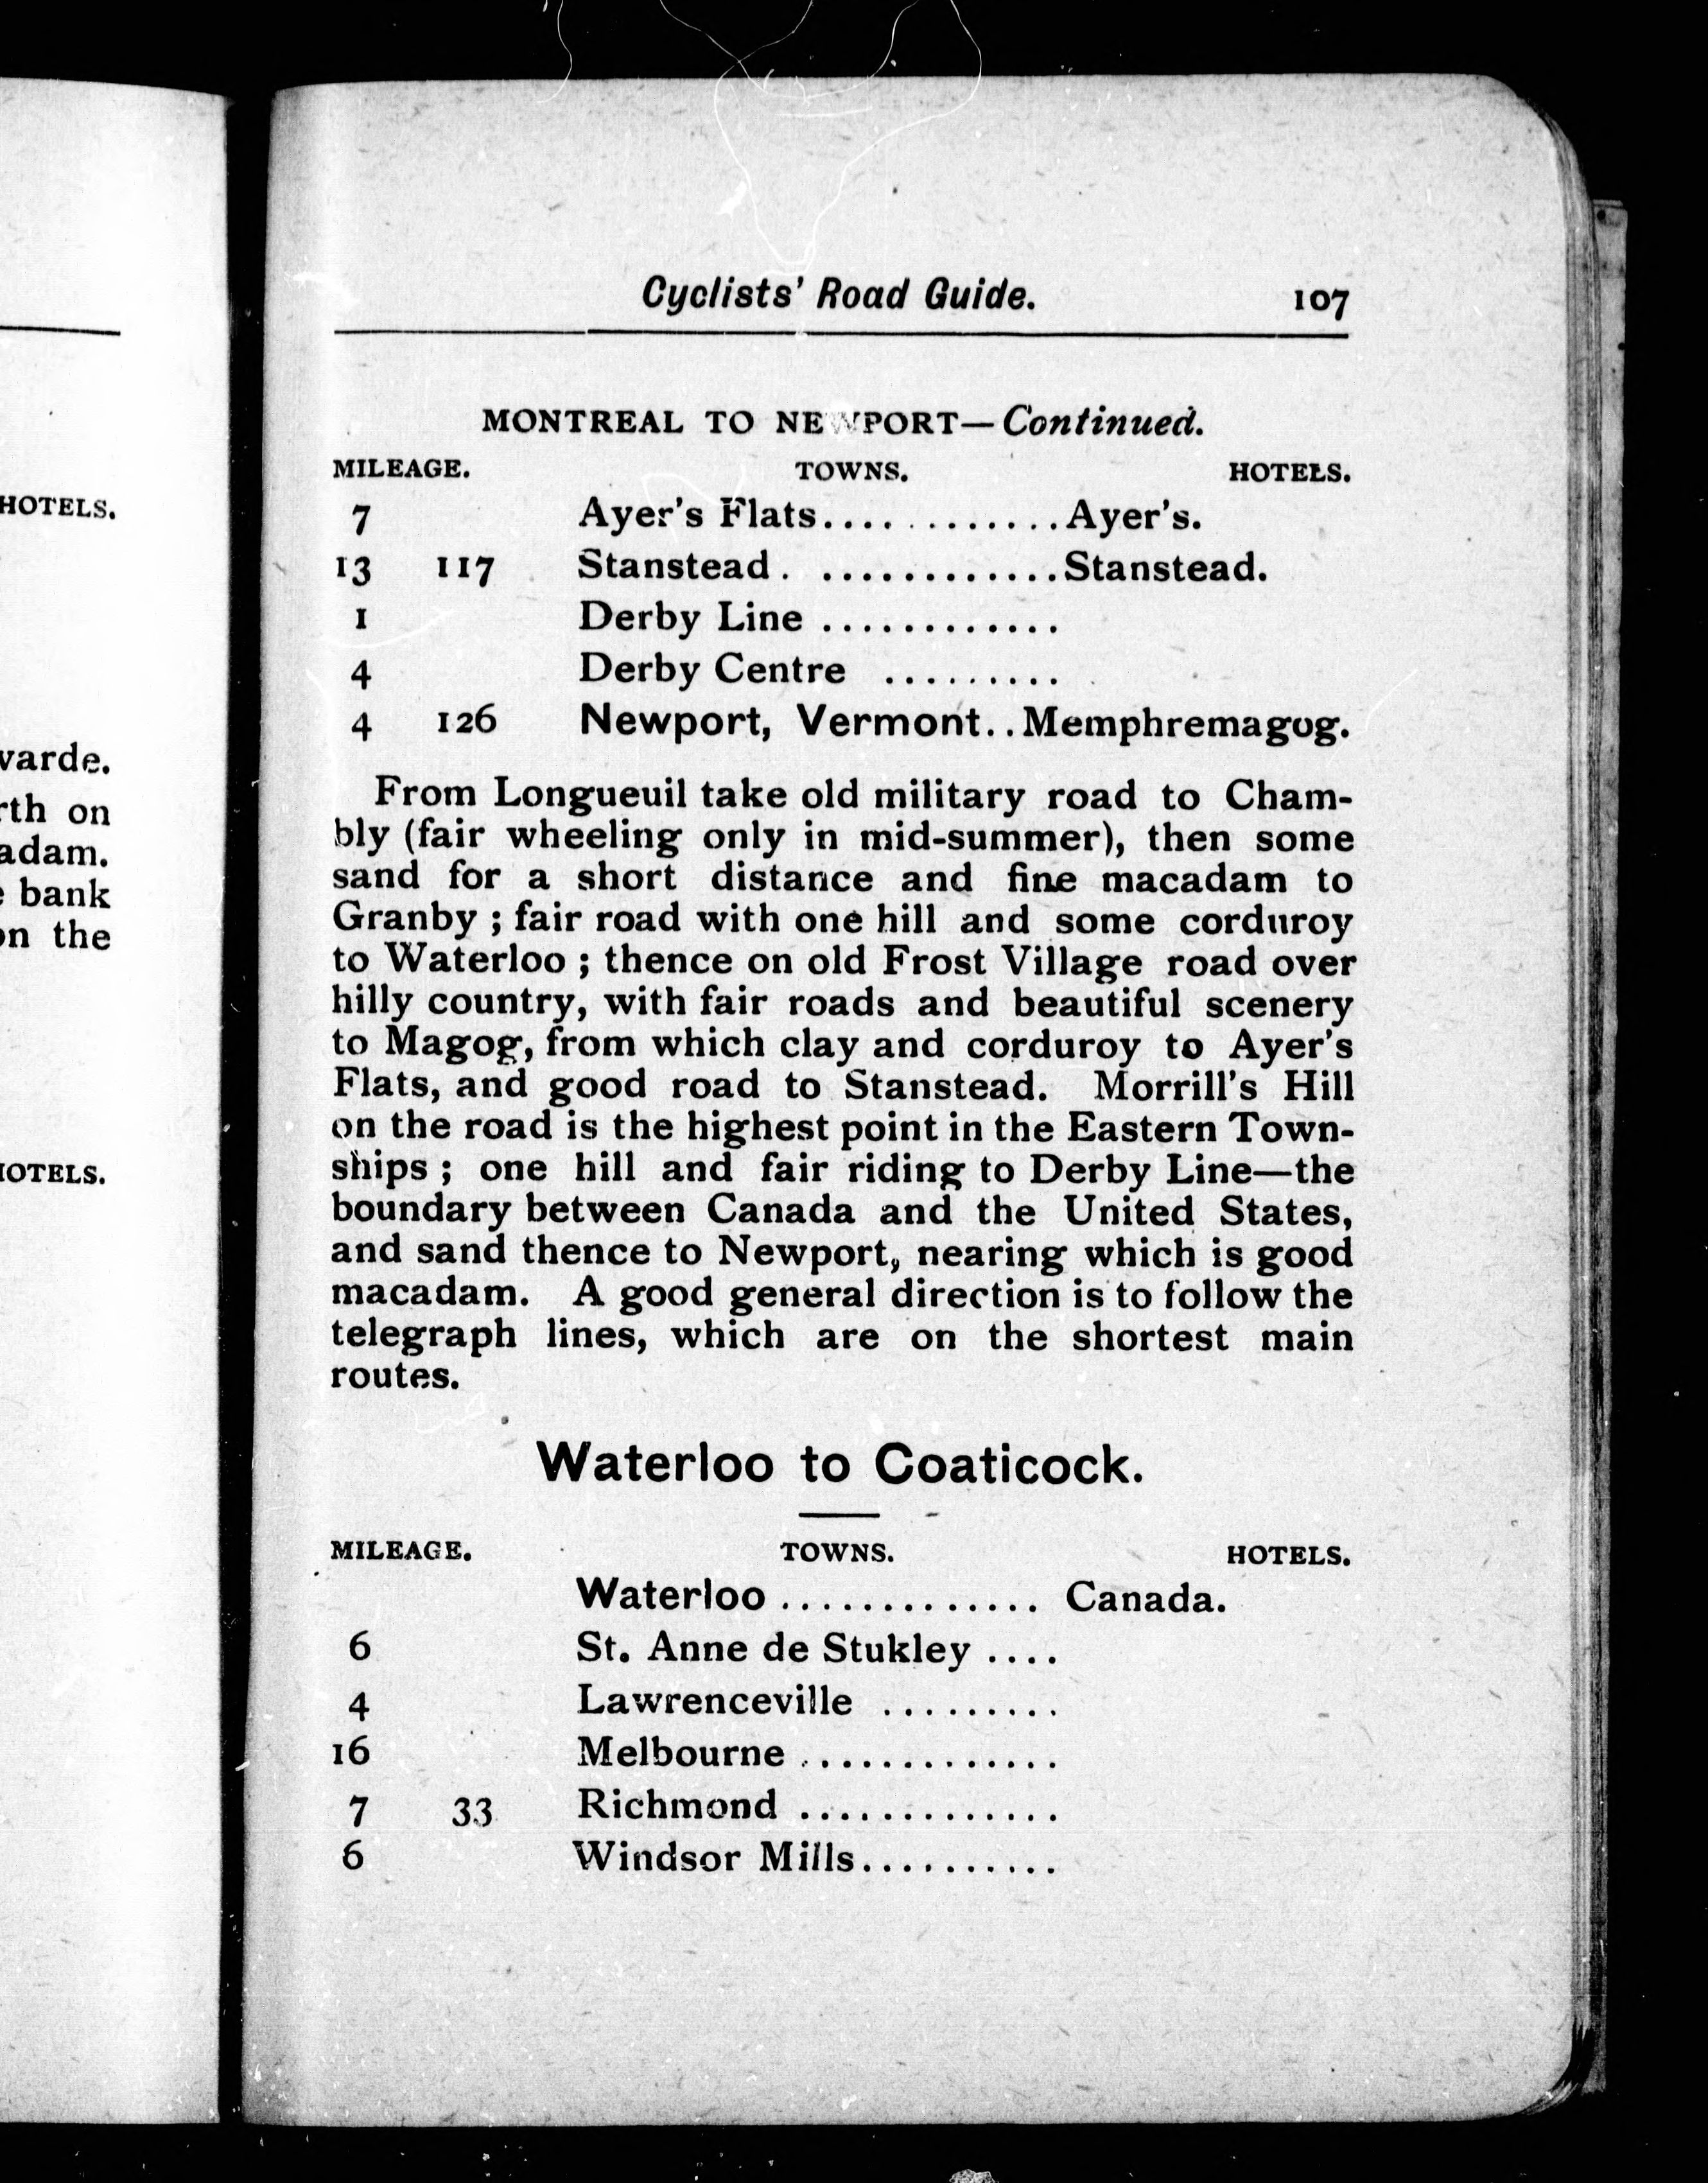 HOTELS.
varde.
rth on
adam.
bank
on the
HOTELS.
Cyclists' Road Guide. 107
MONTREAL TO NEWPORT—Continued.
MILEAGE. TOWNS. HOTELS.
7 Ayer's Flats............Ayer's.
13 117 Stanstead. ............Stanstead.
1 Derby Line ............
4 Derby Centre .........
4 126 Newport, Vermont..Memphremagog.
From Longueuil take old military road to Cham-
bly (fair wheeling only in mid-summer), then some
sand for a short distance and fine macadam to
Granby ; fair road with one hill and some corduroy
to Waterloo ; thence on old Frost Village road over
hilly country, with fair roads and beautiful scenery
to Magog, from which clay and corduroy to Ayer's
Flats, and good road to Stanstead. Morrill's Hill
on the road is the highest point in the Eastern Town-
ships ; one hill and fair riding to Derby Line—the
boundary between Canada and the United States,
and sand thence to Newport, nearing which is good
macadam. A good general direction is to follow the
telegraph lines, which are on the shortest main
routes.
Waterloo to Coaticock.
MILEAGE. TOWNS. HOTELS.
Waterloo ............. Canada.
6 St. Anne de Stukley ....
4 Lawrenceville .........
16 Melbourne .............
7 33 Richmond .............
6 Windsor Mills..........